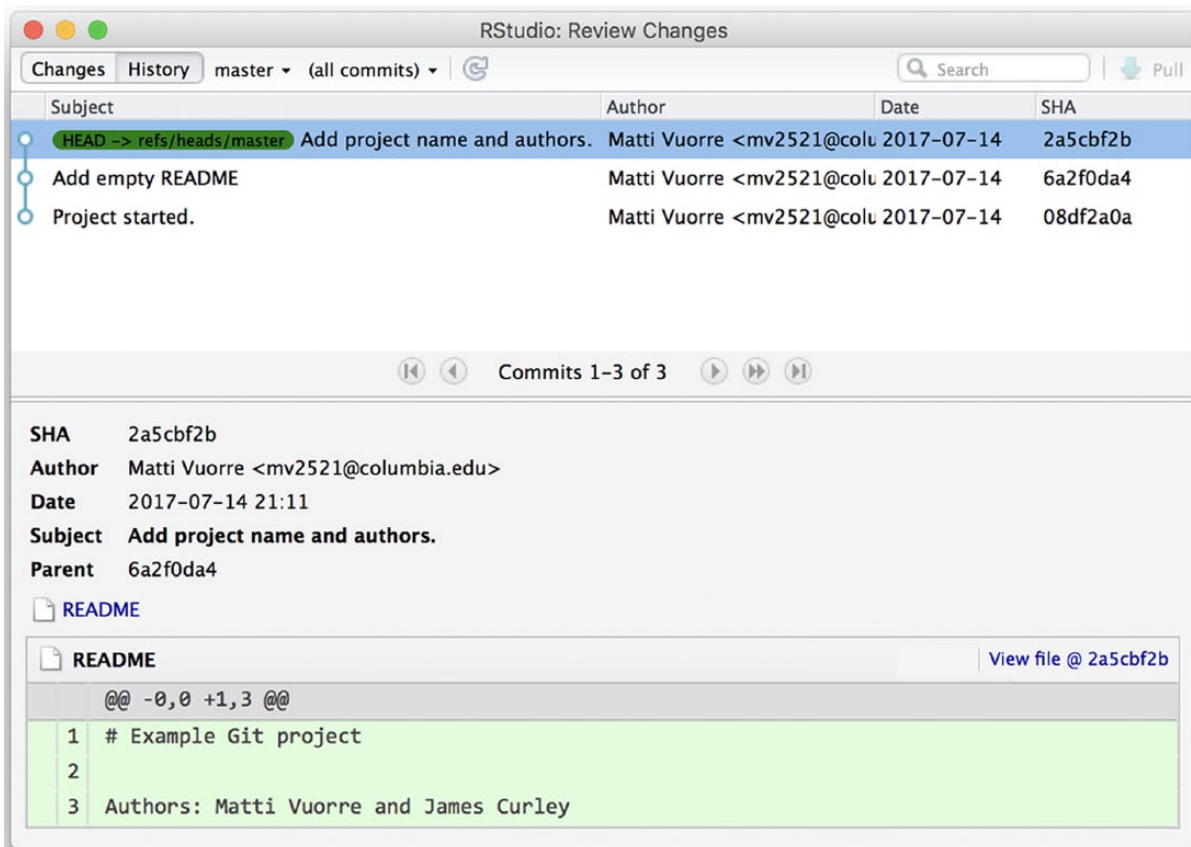 RStudio: Review Changes
Changes History master (all commits) Search Pull
Subject Author Date SHA
HEAD -> refs/heads/master Add project name and authors. Matti Vuorre <mv2521@colu 2017-07-14 2a5cbf2b
Add empty README Matti Vuorre <mv2521@colu 2017-07-14 6a2f0da4
Project started. Matti Vuorre <mv2521@colu 2017-07-14 08df2a0a
Commits 1-3 of 3
SHA 2a5cbf2b
Author Matti Vuorre <mv2521@columbia.edu>
Date 2017-07-14 21:11
Subject Add project name and authors.
Parent 6a2f0da4
README
README View file @ 2a5cbf2b
@@ -0,0 +1,3 @@
1 # Example Git project
2
3 Authors: Matti Vuorre and James Curley